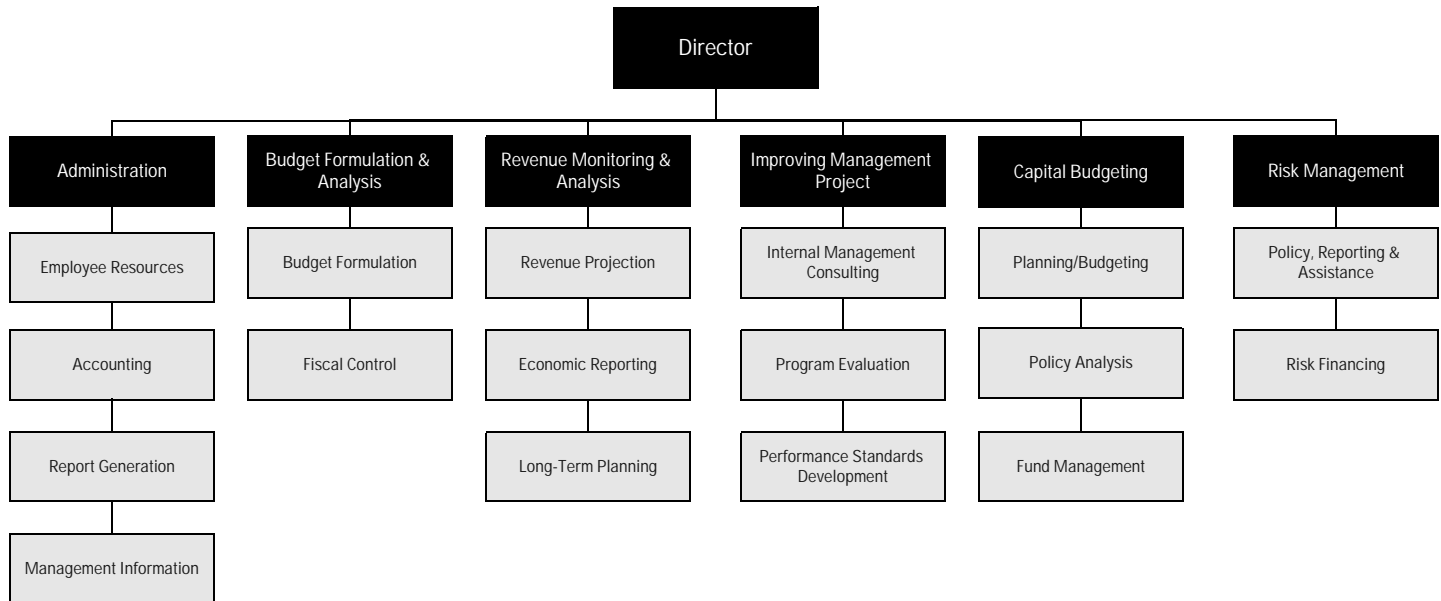 Director
Administration
Budget Formulation &
Analysis
Revenue Monitoring &
Analysis
Improving Management
Project
Capital Budgeting
Risk Management
Employee Resources
Budget Formulation
Revenue Projection
Internal Management
Consulting
Planning/Budgeting
Policy, Reporting &
Assistance
Accounting
Fiscal Control
Economic Reporting
Program Evaluation
Policy Analysis
Risk Financing
Report Generation
Long-Term Planning
Performance Standards
Development
Fund Management
Management Information